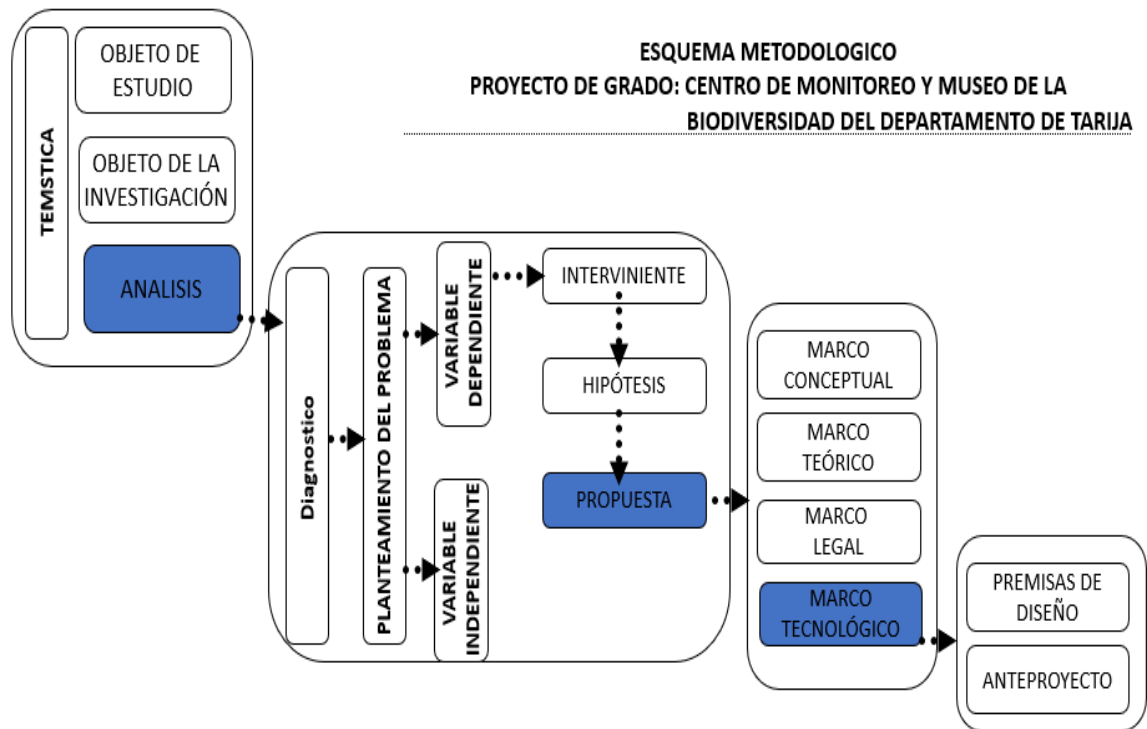 ESQUEMA METODOLOGICO
PROYECTO DE GRADO: CENTRO DE MONITOREO Y MUSEO DE LA
BIODIVERSIDAD DEL DEPARTAMENTO DE TARIJA
TEMSTICA
OBJETO DE
ESTUDIO
OBJETO DE LA
INVESTIGACIÓN
ANALISIS
Diagnostico
PLANTEAMIENTO DEL PROBLEMA
VARIABLE
DEPENDIENTE
VARIABLE
INDEPENDIENTE
INTERVINIENTE
HIPÓTESIS
PROPUESTA
MARCO
CONCEPTUAL
MARCO
TEÓRICO
MARCO
LEGAL
MARCO
TECNOLÓGICO
PREMISAS DE
DISEÑO
ANTEPROYECTO